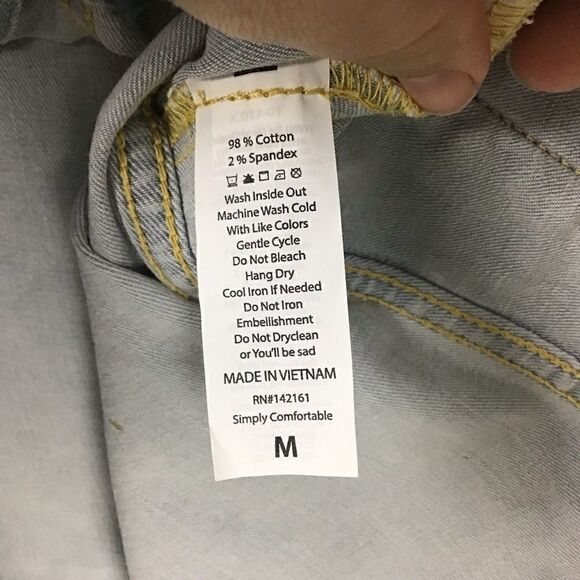 98 % Cotton
2 % Spandex
Wash Inside Out
Machine Wash Cold
With Like Colors
Gentle Cycle
Do Not Bleach
Hang Dry
Cool Iron If Needed
Do Not Iron
Embellishment
Do Not Dryclean
or You'll be sad
MADE IN VIETNAM
RN#142161
Simply Comfortable
M